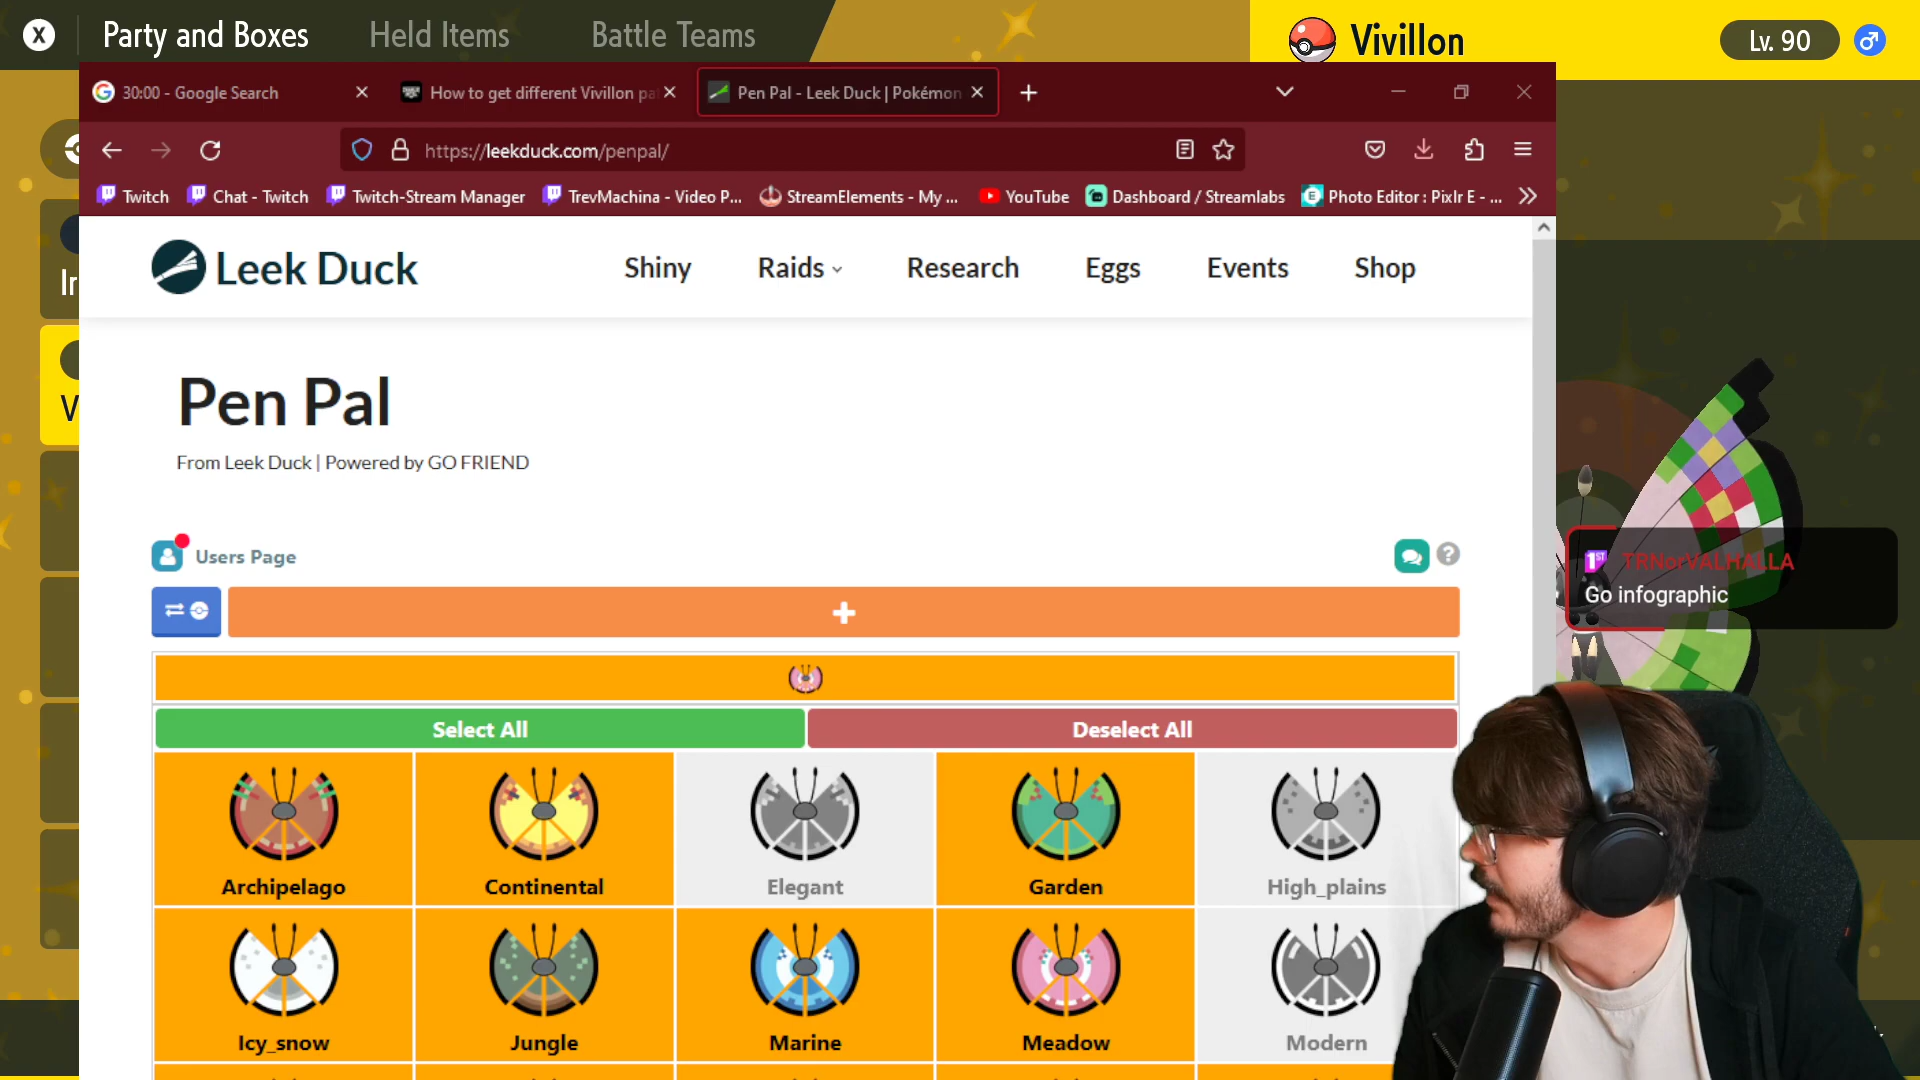 X Party and Boxes Held Items Battle Teams Vivillon Lv. 90
30:00 - Google Search How to get different Vivillon pa Pen Pal - Leek Duck | Pokémon
https://leekduck.com/penpal/
Twitch Chat - Twitch Twitch-Stream Manager TrevMachina - Video P... StreamElements - My ... YouTube Dashboard / Streamlabs Photo Editor : Pixlr E - ...
Leek Duck Shiny Raids Research Eggs Events Shop
Ir
V
Pen Pal
From Leek Duck | Powered by GO FRIEND
Users Page
1ST TRNorVALHALLA
Go infographic
Select All Deselect All
Archipelago Continental Elegant Garden High_plains
Icy_snow Jungle Marine Meadow Modern